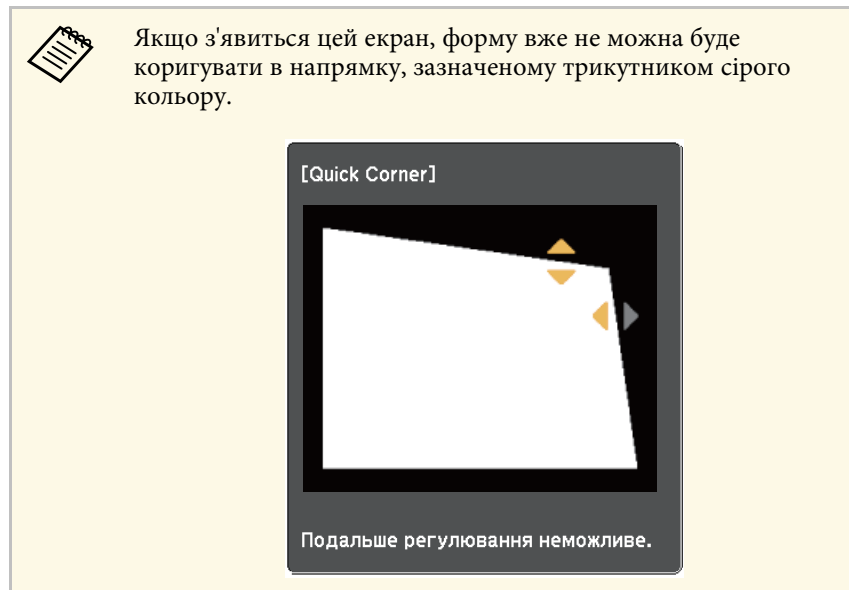 Якщо з'явиться цей екран, форму вже не можна буде
коригувати в напрямку, зазначеному трикутником сірого
кольору.
[Quick Corner]
Подальше регулювання неможливе.